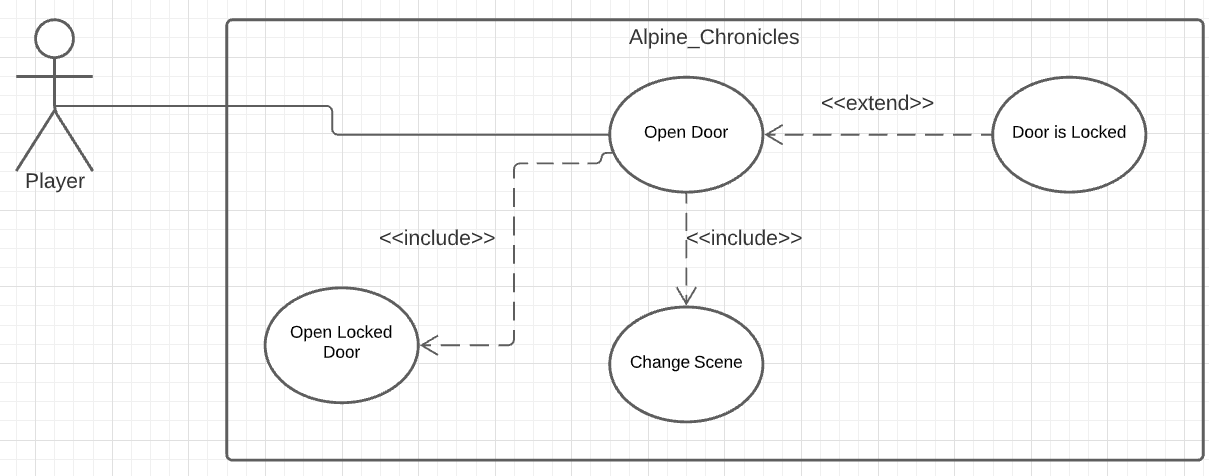 Alpine_Chronicles
<<extend>>
Open Door
Door is Locked
Player
<<include>>
<<include>>
Open Locked
Door
Change Scene